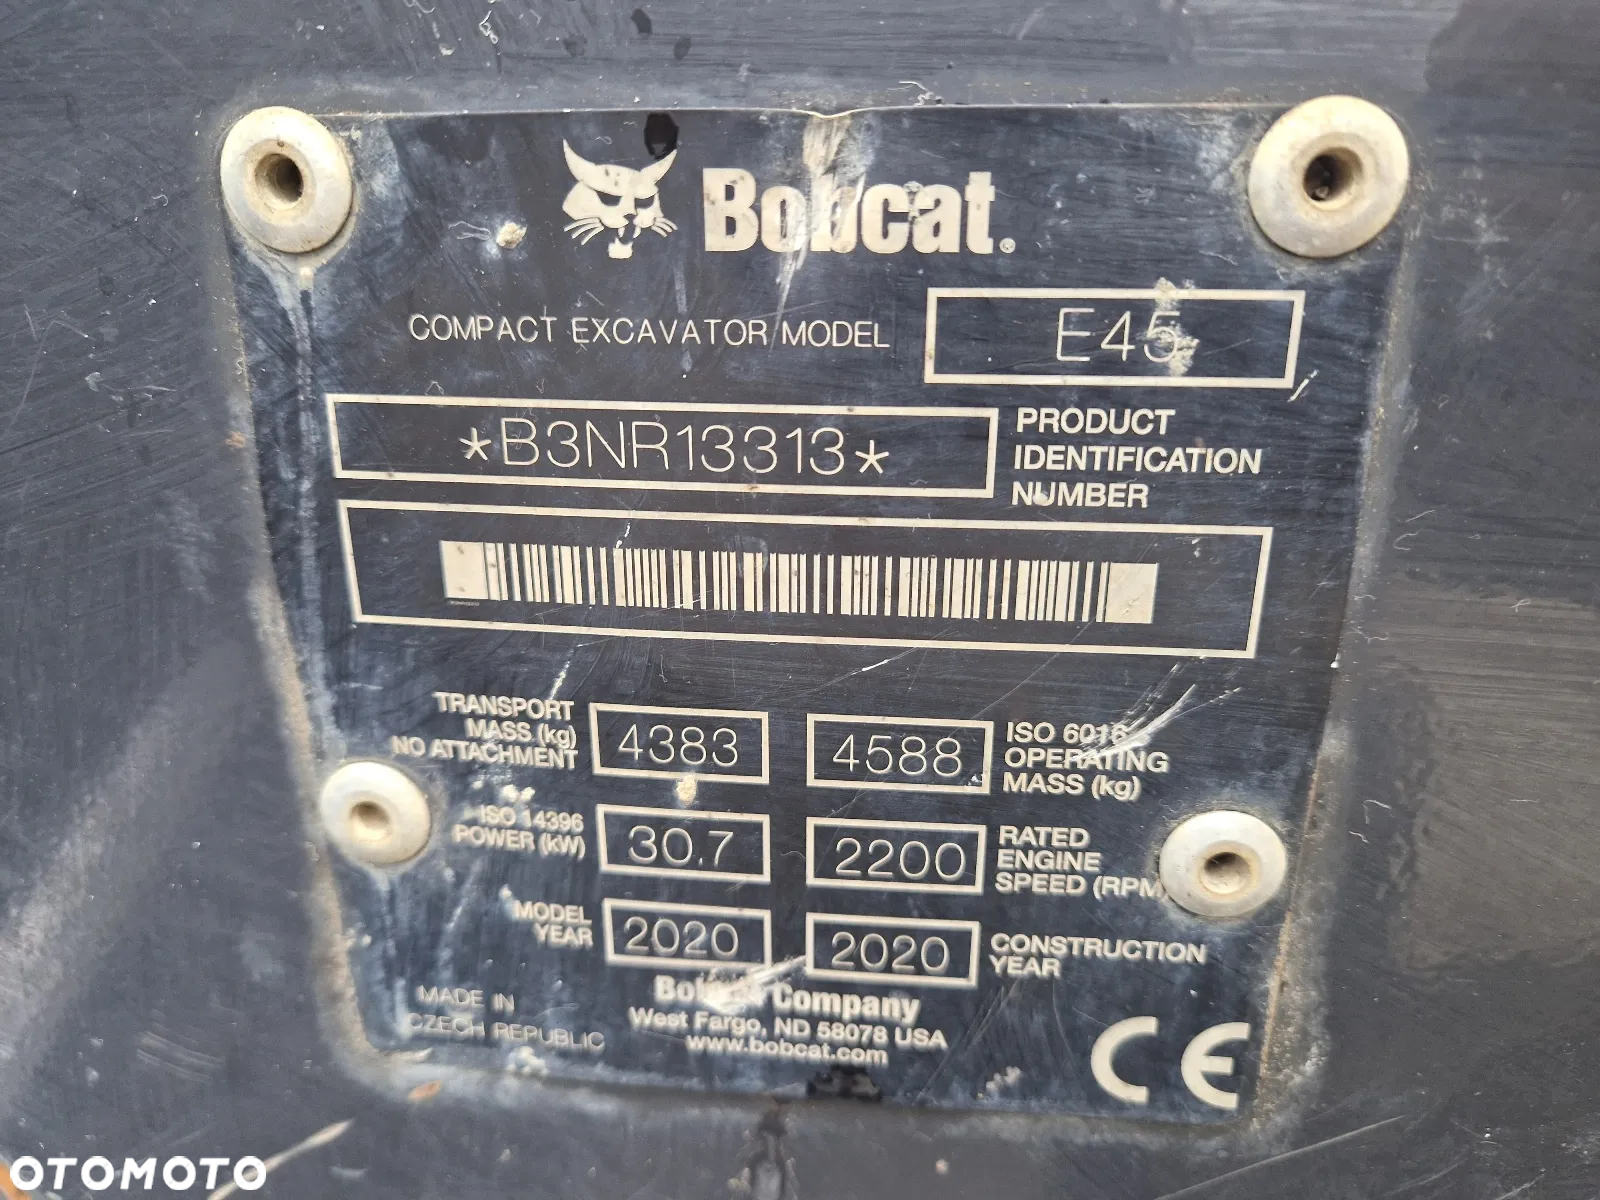 Bobcat®
COMPACT EXCAVATOR MODEL E45
*B3NR13313*
PRODUCT
IDENTIFICATION
NUMBER
TRANSPORT
MASS (kg)
NO ATTACHMENT
4383
4588
ISO 6016
OPERATING
MASS (kg)
ISO 14396
POWER (kW)
30.7
2200
RATED
ENGINE
SPEED (RPM)
MODEL
YEAR
2020
2020
CONSTRUCTION
YEAR
MADE IN
CZECH REPUBLIC
Bobcat Company
West Fargo, ND 58078 USA
www.bobcat.com
CE
OTOMOTO